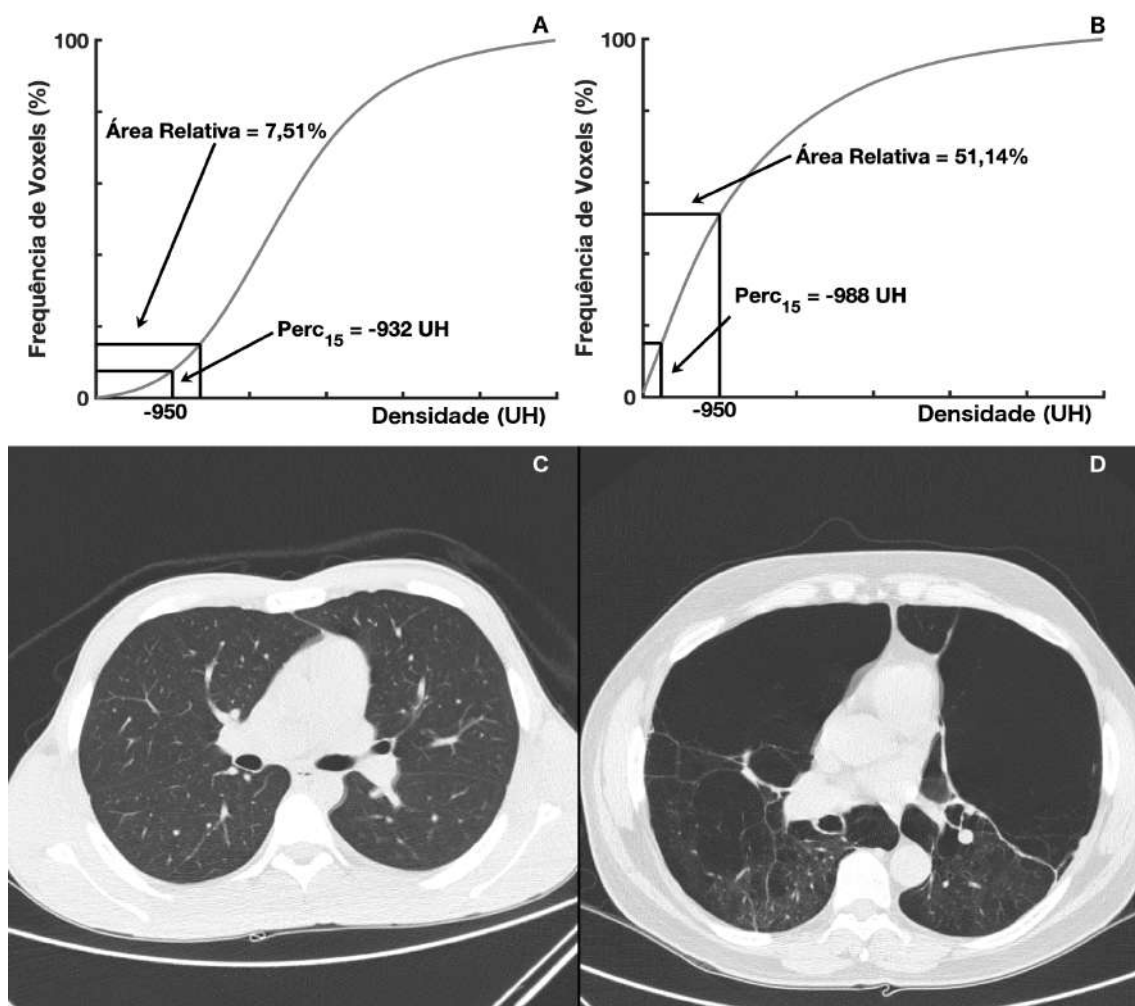 A
100
Frequência de Voxels (%)
Área Relativa = 7,51%
Perc15 = -932 UH
0
-950
Densidade (UH)
B
100
Frequência de Voxels (%)
Área Relativa = 51,14%
Perc15 = -988 UH
0
-950
Densidade (UH)
C
D